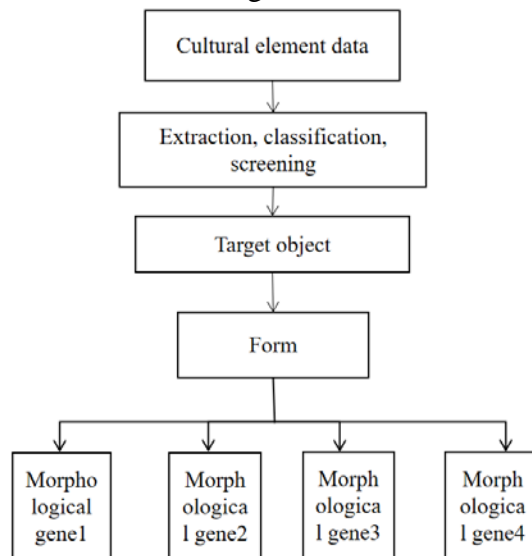 Cultural element data
Extraction, classification,
screening
Target object
Form
Morpho
logical
gene1
Morph
ologica
l gene2
Morph
ologica
l gene3
Morph
ologica
l gene4